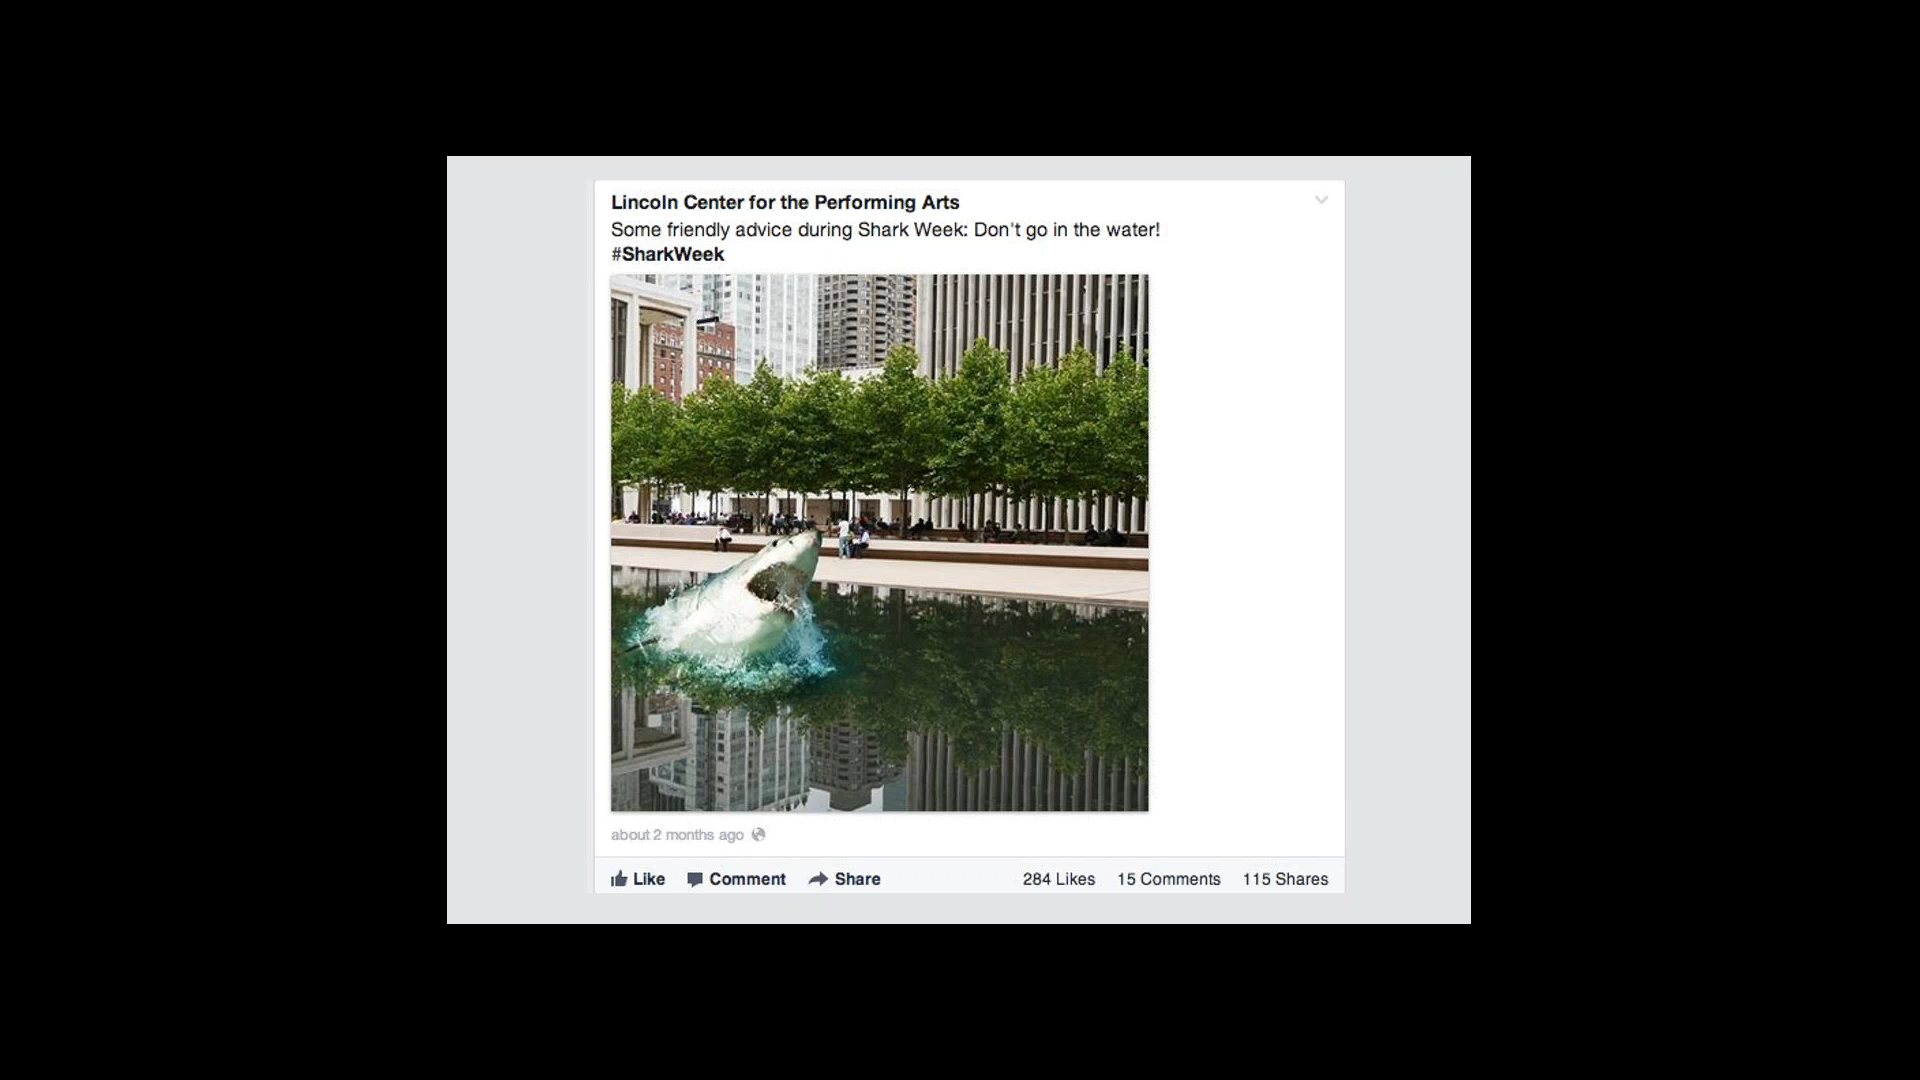 Lincoln Center for the Performing Arts
Some friendly advice during Shark Week: Don't go in the water!
#SharkWeek
about 2 months ago
Like Comment Share 284 Likes 15 Comments 115 Shares